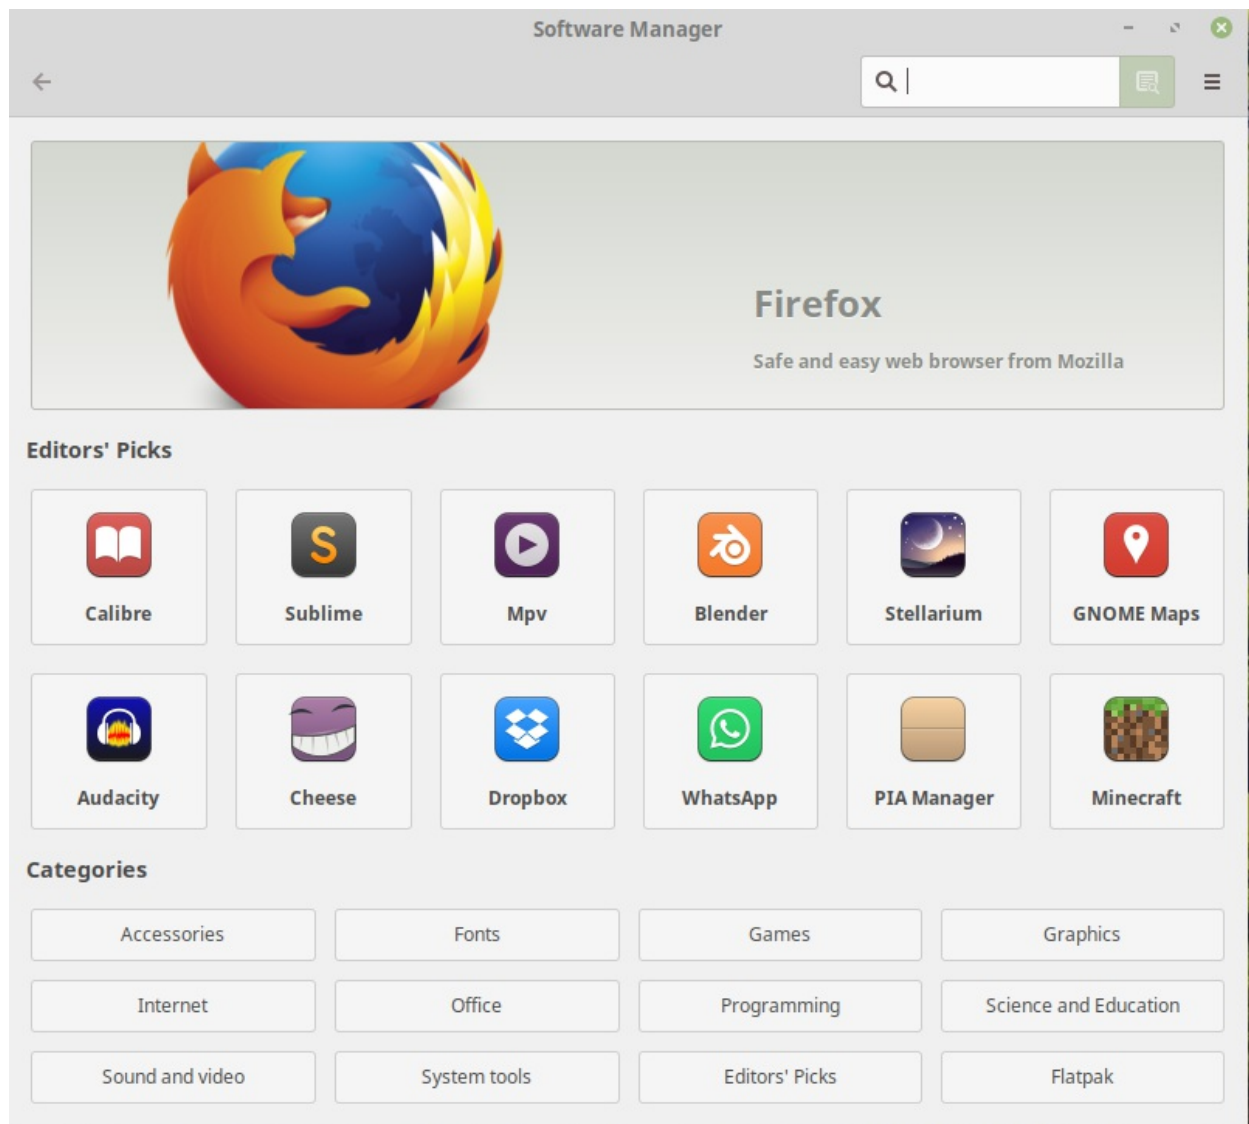 Software Manager
Firefox
Safe and easy web browser from Mozilla
Editors' Picks
Calibre
Sublime
Mpv
Blender
Stellarium
GNOME Maps
Audacity
Cheese
Dropbox
WhatsApp
PIA Manager
Minecraft
Categories
Accessories
Fonts
Games
Graphics
Internet
Office
Programming
Science and Education
Sound and video
System tools
Editors' Picks
Flatpak